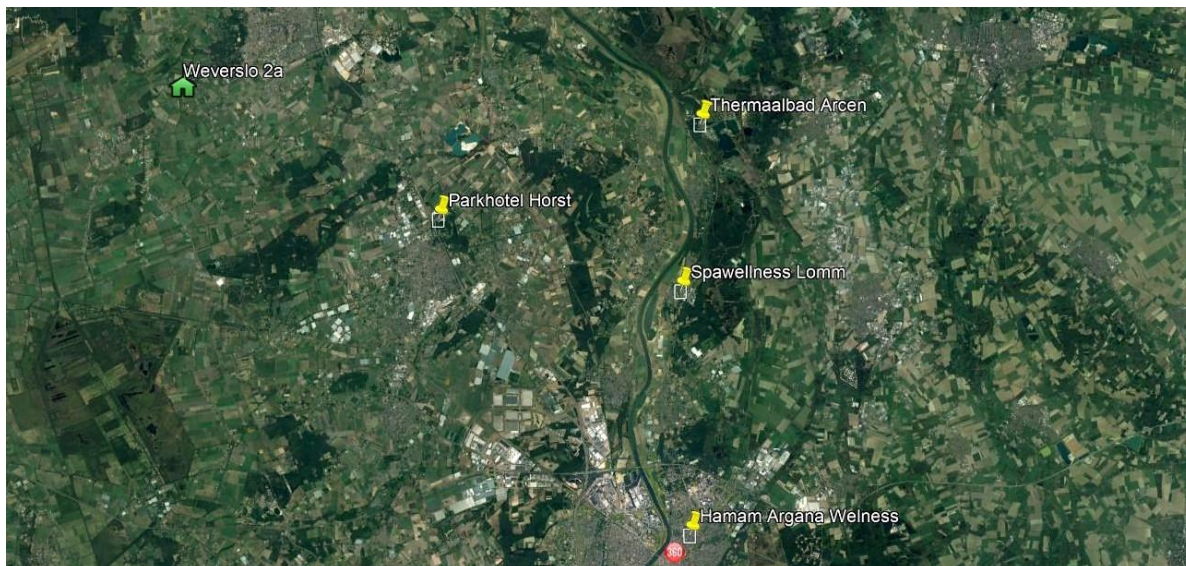 Weverslo 2a
Thermaalbad Arcen
Parkhotel Horst
Spawellness Lomm
Hamam Argana Welness
360